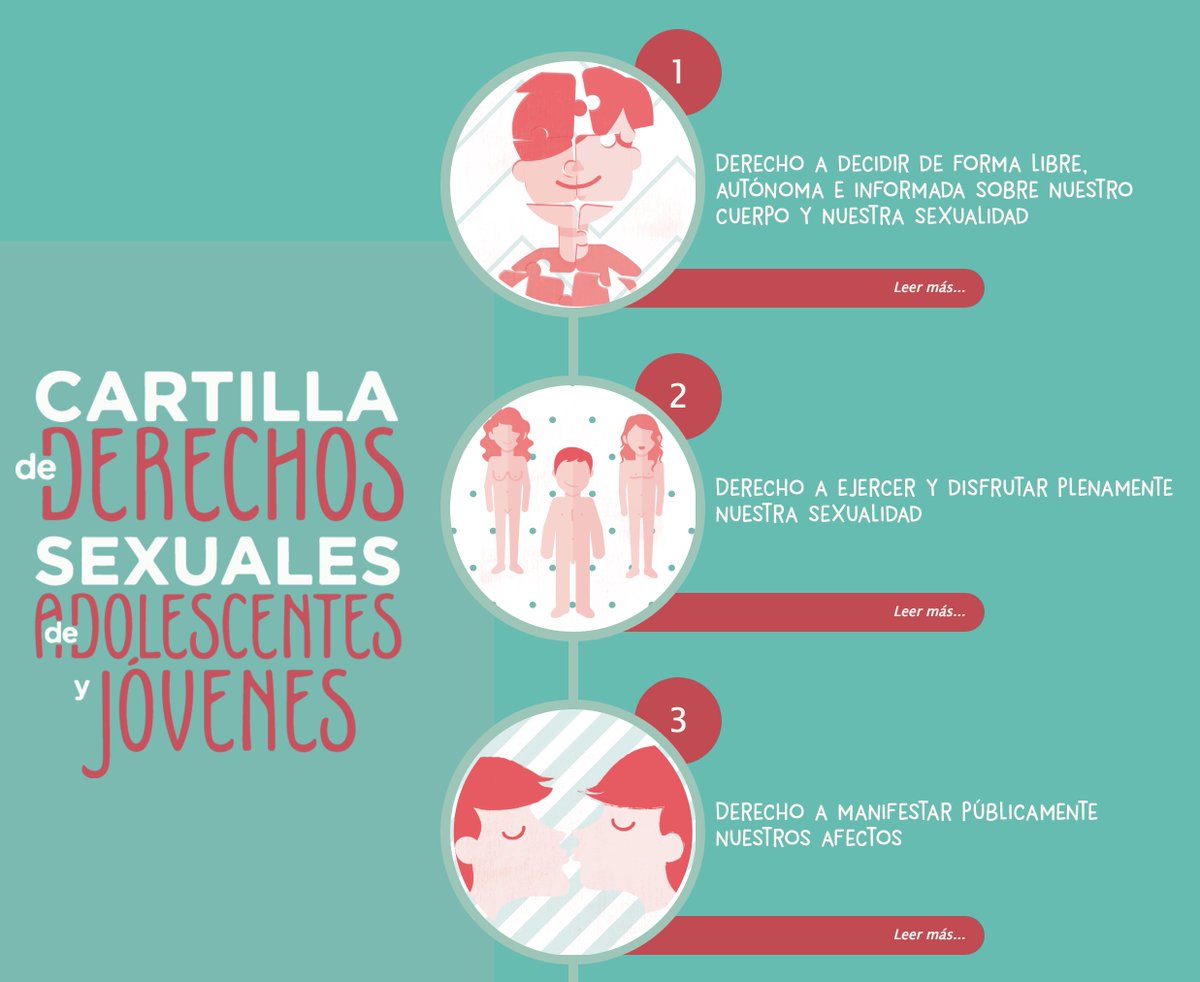 CARTILLA
de DERECHOS
SEXUALES
de ADOLESCENTES
y JÓVENES
1
DERECHO A DECIDIR DE FORMA LIBRE,
AUTÓNOMA E INFORMADA SOBRE NUESTRO
CUERPO Y NUESTRA SEXUALIDAD
Leer más...
2
DERECHO A EJERCER Y DISFRUTAR PLENAMENTE
NUESTRA SEXUALIDAD
Leer más...
3
DERECHO A MANIFESTAR PÚBLICAMENTE
NUESTROS AFECTOS
Leer más...